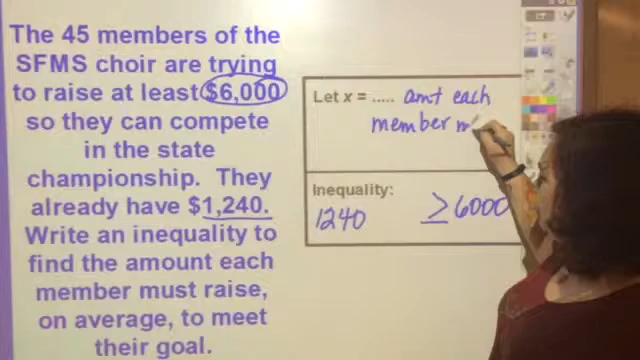 The 45 members of the
SFMS choir are trying
to raise at least $6,000
so they can compete
in the state
championship. They
already have $1,240.
Write an inequality to
find the amount each
member must raise,
on average, to meet
their goal.
Let x = ..... amt each
member m
Inequality:
1240 ≥ 6000